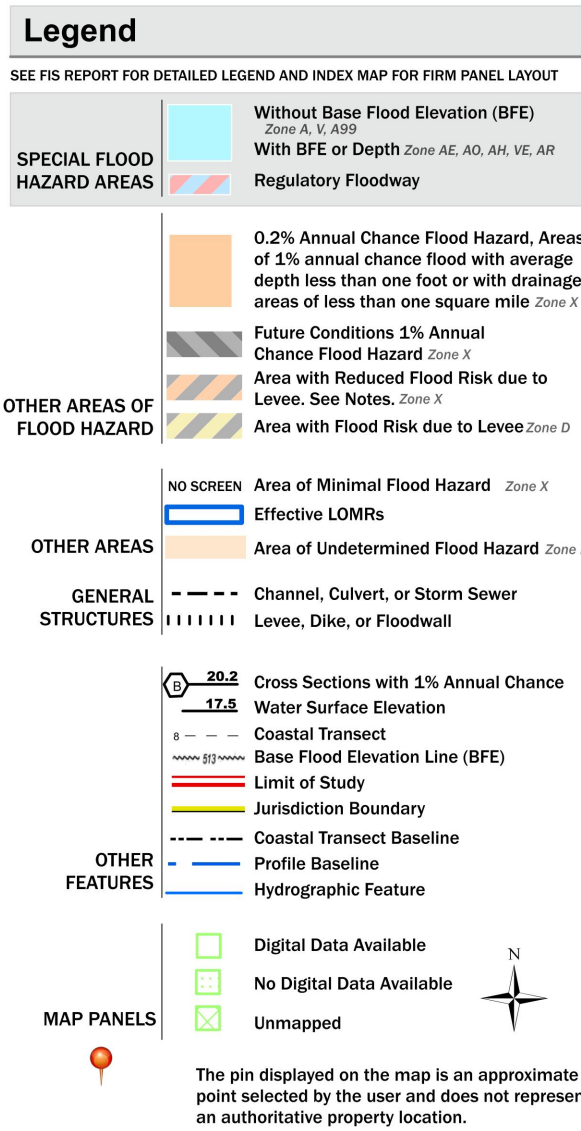 Legend
SEE FIS REPORT FOR DETAILED LEGEND AND INDEX MAP FOR FIRM PANEL LAYOUT
SPECIAL FLOOD
HAZARD AREAS
Without Base Flood Elevation (BFE)
Zone A, V, A99
With BFE or Depth Zone AE, AO, AH, VE, AR
Regulatory Floodway
OTHER AREAS OF
FLOOD HAZARD
0.2% Annual Chance Flood Hazard, Areas
of 1% annual chance flood with average
depth less than one foot or with drainage
areas of less than one square mile Zone X
Future Conditions 1% Annual
Chance Flood Hazard Zone X
Area with Reduced Flood Risk due to
Levee. See Notes. Zone X
Area with Flood Risk due to Levee Zone D
OTHER AREAS
NO SCREEN Area of Minimal Flood Hazard Zone X
Effective LOMRs
Area of Undetermined Flood Hazard Zone
GENERAL
STRUCTURES
Channel, Culvert, or Storm Sewer
Levee, Dike, or Floodwall
OTHER
FEATURES
B 20.2 Cross Sections with 1% Annual Chance
17.5 Water Surface Elevation
8 Coastal Transect
513 Base Flood Elevation Line (BFE)
Limit of Study
Jurisdiction Boundary
Coastal Transect Baseline
Profile Baseline
Hydrographic Feature
MAP PANELS
Digital Data Available
No Digital Data Available
Unmapped
N
The pin displayed on the map is an approximate
point selected by the user and does not represen
an authoritative property location.